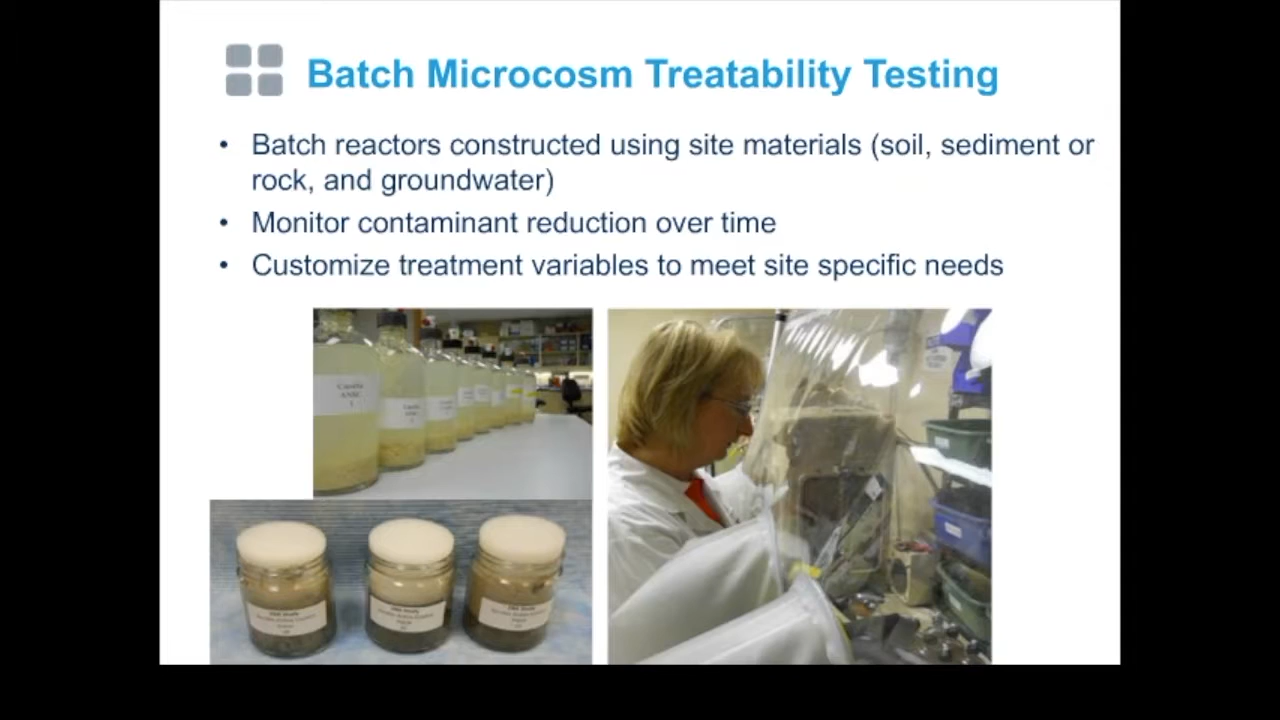 Batch Microcosm Treatability Testing
• Batch reactors constructed using site materials (soil, sediment or
rock, and groundwater)
• Monitor contaminant reduction over time
• Customize treatment variables to meet site specific needs